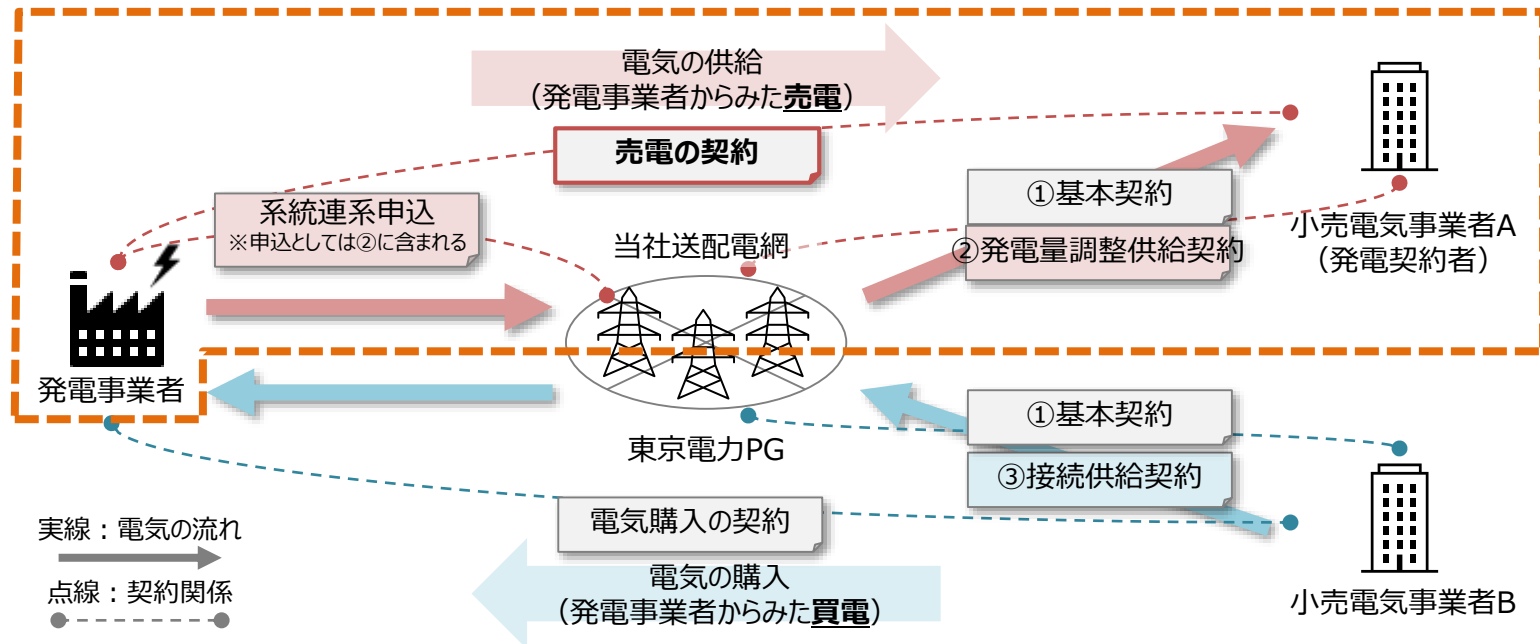 電気の供給
（発電事業者からみた売電）
売電の契約
系統連系申込
※申込としては②に含まれる
①基本契約
②発電量調整供給契約
小売電気事業者A
（発電契約者）
当社送配電網
発電事業者
東京電力PG
①基本契約
③接続供給契約
電気購入の契約
電気の購入
（発電事業者からみた買電）
小売電気事業者B
実線：電気の流れ
点線：契約関係